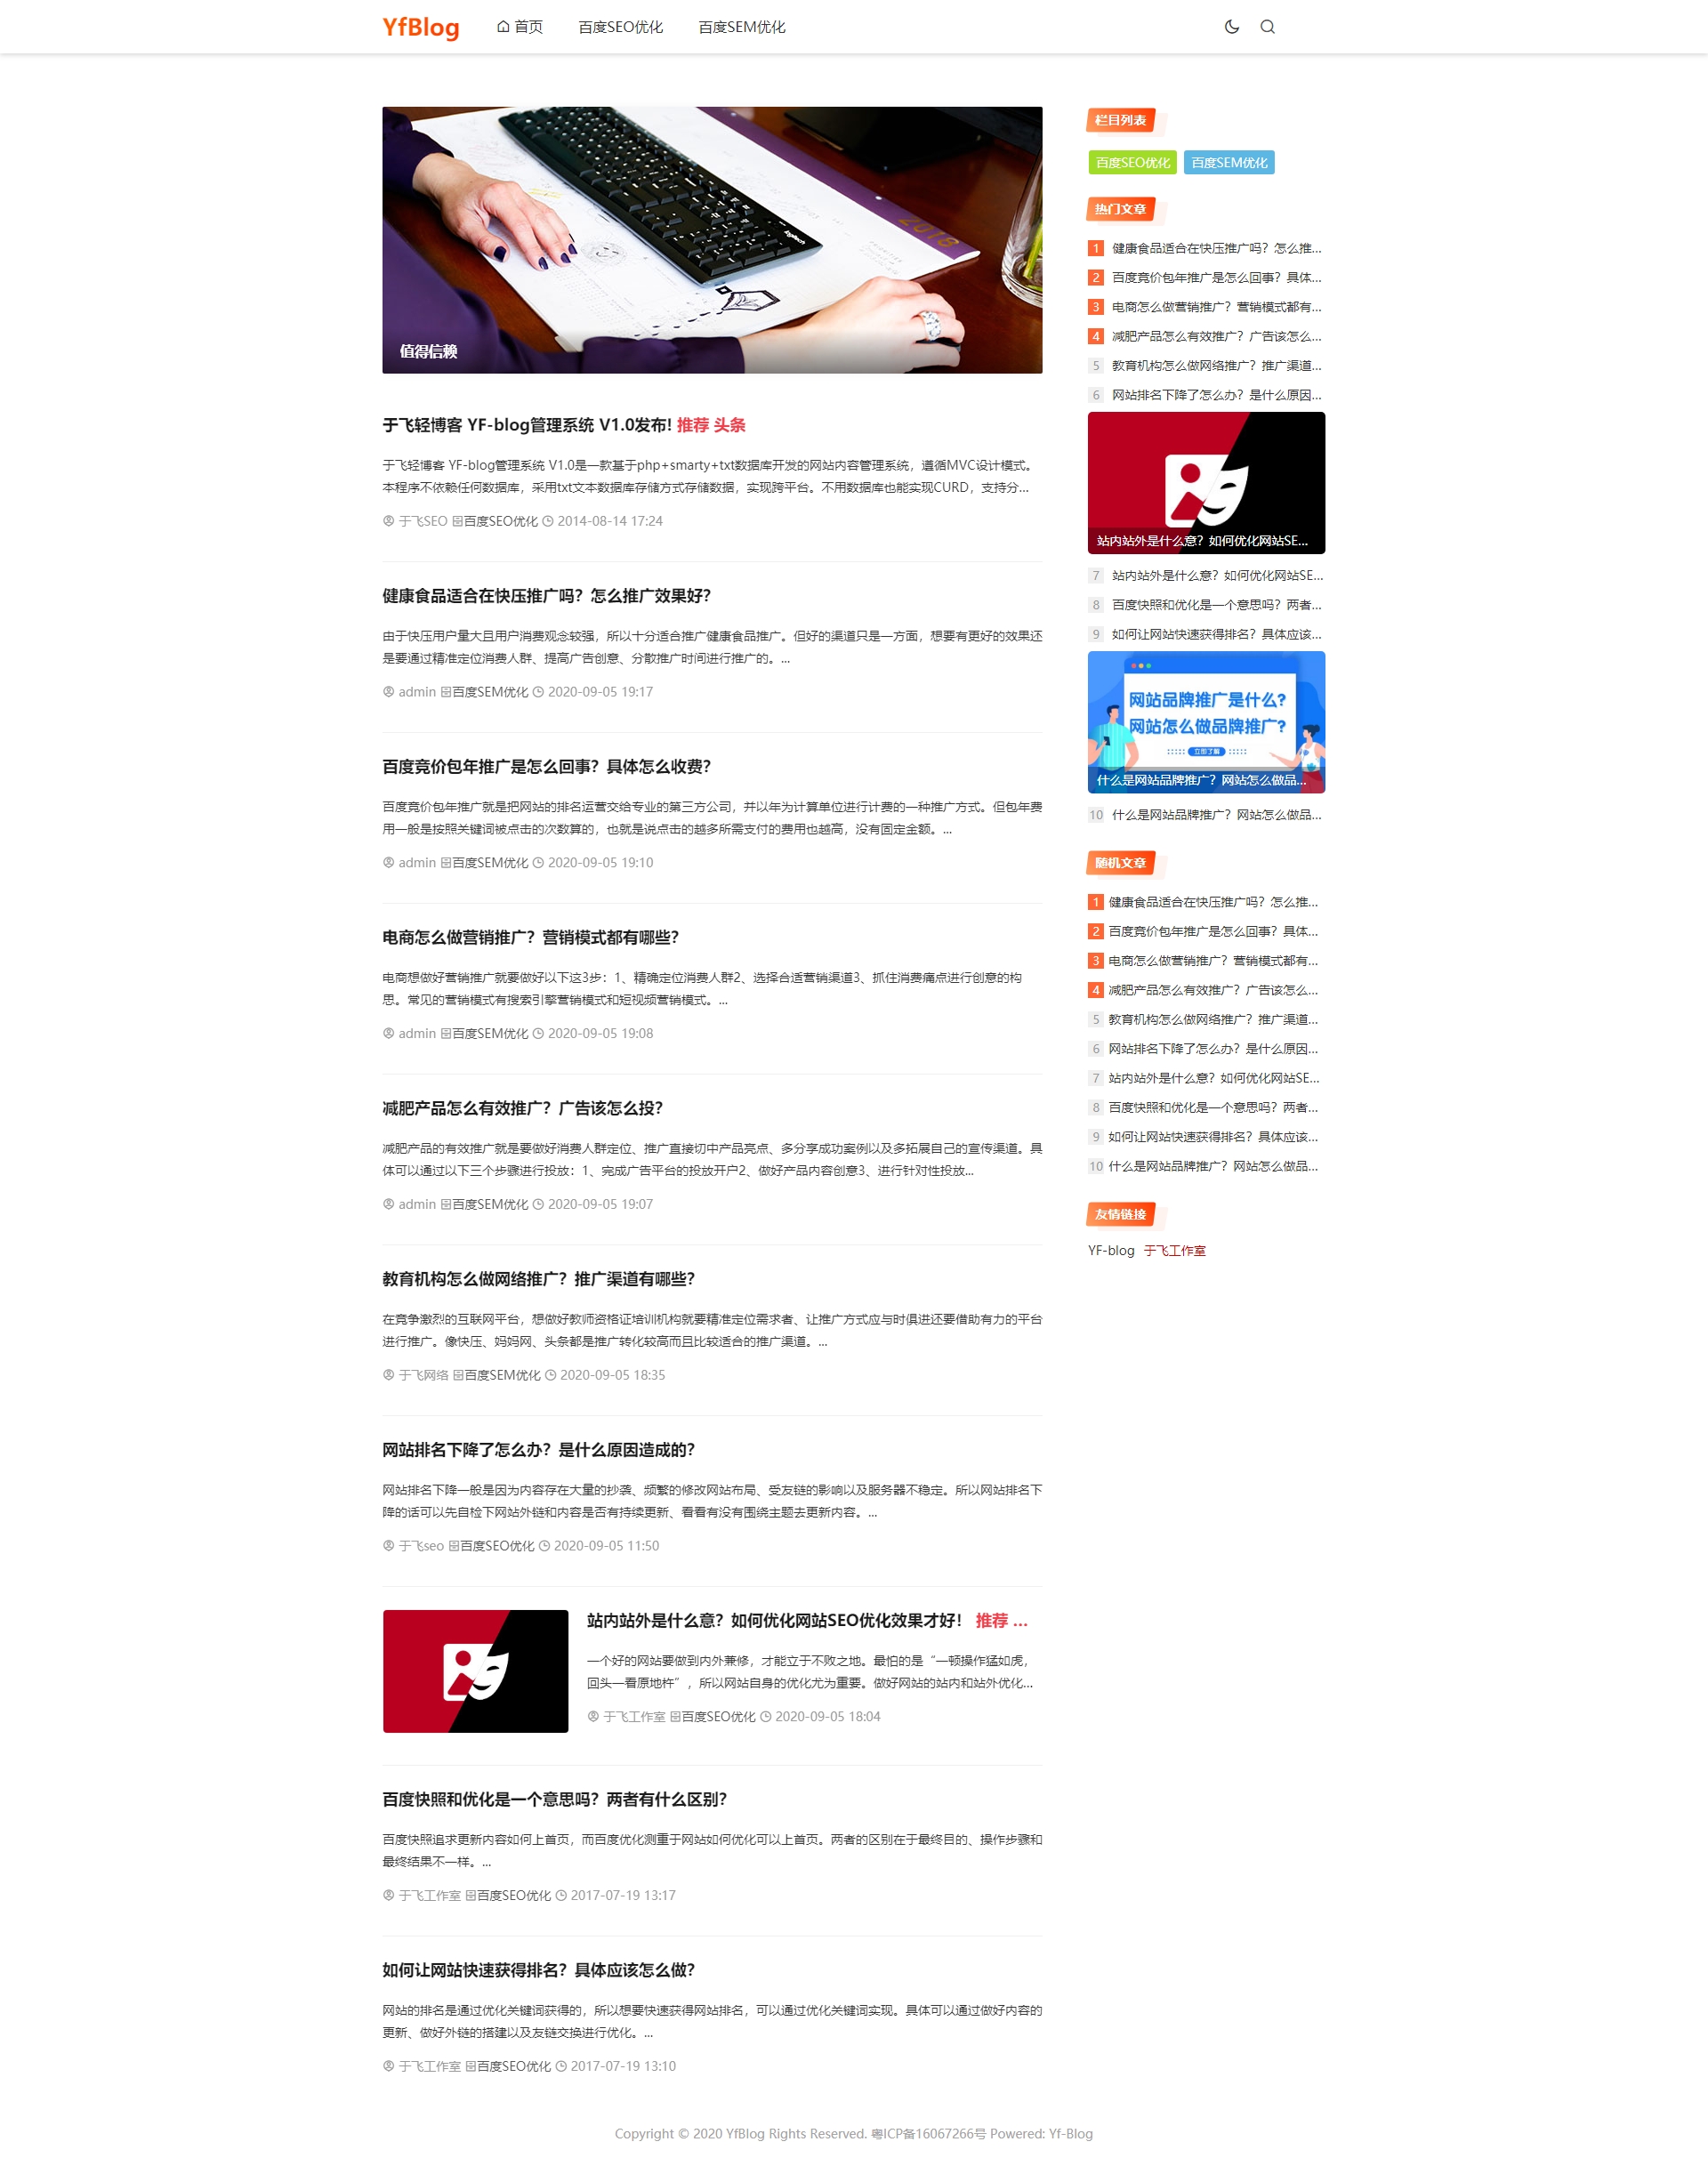 YfBlog
首页
百度SEO优化
百度SEM优化
2018
logitech
值得信赖
于飞轻博客 YF-blog管理系统 V1.0发布! 推荐 头条
于飞轻博客 YF-blog管理系统 V1.0是一款基于php+smarty+txt数据库开发的网站内容管理系统，遵循MVC设计模式。
本程序不依赖任何数据库，采用txt文本数据库存储方式存储数据，实现跨平台。不用数据库也能实现CURD，支持分...
于飞SEO 百度SEO优化 2014-08-14 17:24
健康食品适合在快压推广吗？怎么推广效果好？
由于快压用户量大且用户消费观念较强，所以十分适合推广健康食品推广。但好的渠道只是一方面，想要有更好的效果还
是要通过精准定位消费人群、提高广告创意、分散推广时间进行推广的。...
admin 百度SEM优化 2020-09-05 19:17
百度竞价包年推广是怎么回事？具体怎么收费？
百度竞价包年推广就是把网站的排名运营交给专业的第三方公司，并以年为计算单位进行计费的一种推广方式。但包年费
用一般是按照关键词被点击的次数算的，也就是说点击的越多所需支付的费用也越高，没有固定金额。...
admin 百度SEM优化 2020-09-05 19:10
电商怎么做营销推广？营销模式都有哪些？
电商想做好营销推广就要做好以下这3步：1、精确定位消费人群2、选择合适营销渠道3、抓住消费痛点进行创意的构
思。常见的营销模式有搜索引擎营销模式和短视频营销模式。...
admin 百度SEM优化 2020-09-05 19:08
减肥产品怎么有效推广？广告该怎么投？
减肥产品的有效推广就是要做好消费人群定位、推广直接切中产品亮点、多分享成功案例以及多拓展自己的宣传渠道。具
体可以通过以下三个步骤进行投放：1、完成广告平台的投放开户2、做好产品内容创意3、进行针对性投放...
admin 百度SEM优化 2020-09-05 19:07
教育机构怎么做网络推广？推广渠道有哪些？
在竞争激烈的互联网平台，想做好教师资格证培训机构就要精准定位需求者、让推广方式应与时俱进还要借助有力的平台
进行推广。像快压、妈妈网、头条都是推广转化较高而且比较适合的推广渠道。...
于飞网络 百度SEM优化 2020-09-05 18:35
网站排名下降了怎么办？是什么原因造成的？
网站排名下降一般是因为内容存在大量的抄袭、频繁的修改网站布局、受友链的影响以及服务器不稳定。所以网站排名下
降的话可以先自检下网站外链和内容是否有持续更新、看看有没有围绕主题去更新内容。...
于飞seo 百度SEO优化 2020-09-05 11:50
站内站外是什么意？如何优化网站SEO优化效果才好！ 推荐 ...
一个好的网站要做到内外兼修，才能立于不败之地。最怕的是“一顿操作猛如虎，
回头一看原地杵”，所以网站自身的优化尤为重要。做好网站的站内和站外优化...
于飞工作室 百度SEO优化 2020-09-05 18:04
百度快照和优化是一个意思吗？两者有什么区别？
百度快照追求更新内容如何上首页，而百度优化测重于网站如何优化可以上首页。两者的区别在于最终目的、操作步骤和
最终结果不一样。...
于飞工作室 百度SEO优化 2017-07-19 13:17
如何让网站快速获得排名？具体应该怎么做？
网站的排名是通过优化关键词获得的，所以想要快速获得网站排名，可以通过优化关键词实现。具体可以通过做好内容的
更新、做好外链的搭建以及友链交换进行优化。...
于飞工作室 百度SEO优化 2017-07-19 13:10
栏目列表
百度SEO优化 百度SEM优化
热门文章
1 健康食品适合在快压推广吗？怎么推...
2 百度竞价包年推广是怎么回事？具体...
3 电商怎么做营销推广？营销模式都有...
4 减肥产品怎么有效推广？广告该怎么...
5 教育机构怎么做网络推广？推广渠道...
6 网站排名下降了怎么办？是什么原因...
站内站外是什么意？如何优化网站SE...
7 站内站外是什么意？如何优化网站SE...
8 百度快照和优化是一个意思吗？两者...
9 如何让网站快速获得排名？具体应该...
网站品牌推广是什么？
网站怎么做品牌推广？
立即了解
什么是网站品牌推广？网站怎么做品...
10 什么是网站品牌推广？网站怎么做品...
随机文章
1 健康食品适合在快压推广吗？怎么推...
2 百度竞价包年推广是怎么回事？具体...
3 电商怎么做营销推广？营销模式都有...
4 减肥产品怎么有效推广？广告该怎么...
5 教育机构怎么做网络推广？推广渠道...
6 网站排名下降了怎么办？是什么原因...
7 站内站外是什么意？如何优化网站SE...
8 百度快照和优化是一个意思吗？两者...
9 如何让网站快速获得排名？具体应该...
10 什么是网站品牌推广？网站怎么做品...
友情链接
YF-blog 于飞工作室
Copyright © 2020 YfBlog Rights Reserved. 粤ICP备16067266号 Powered: Yf-Blog